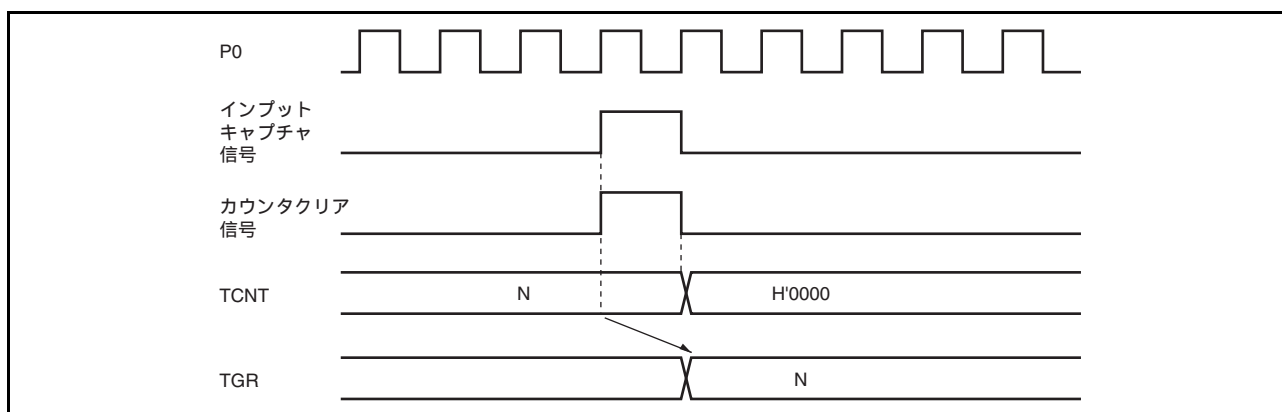 P0
インプット
キャプチャ
信号
カウンタクリア
信号
TCNT
N
H'0000
TGR
N